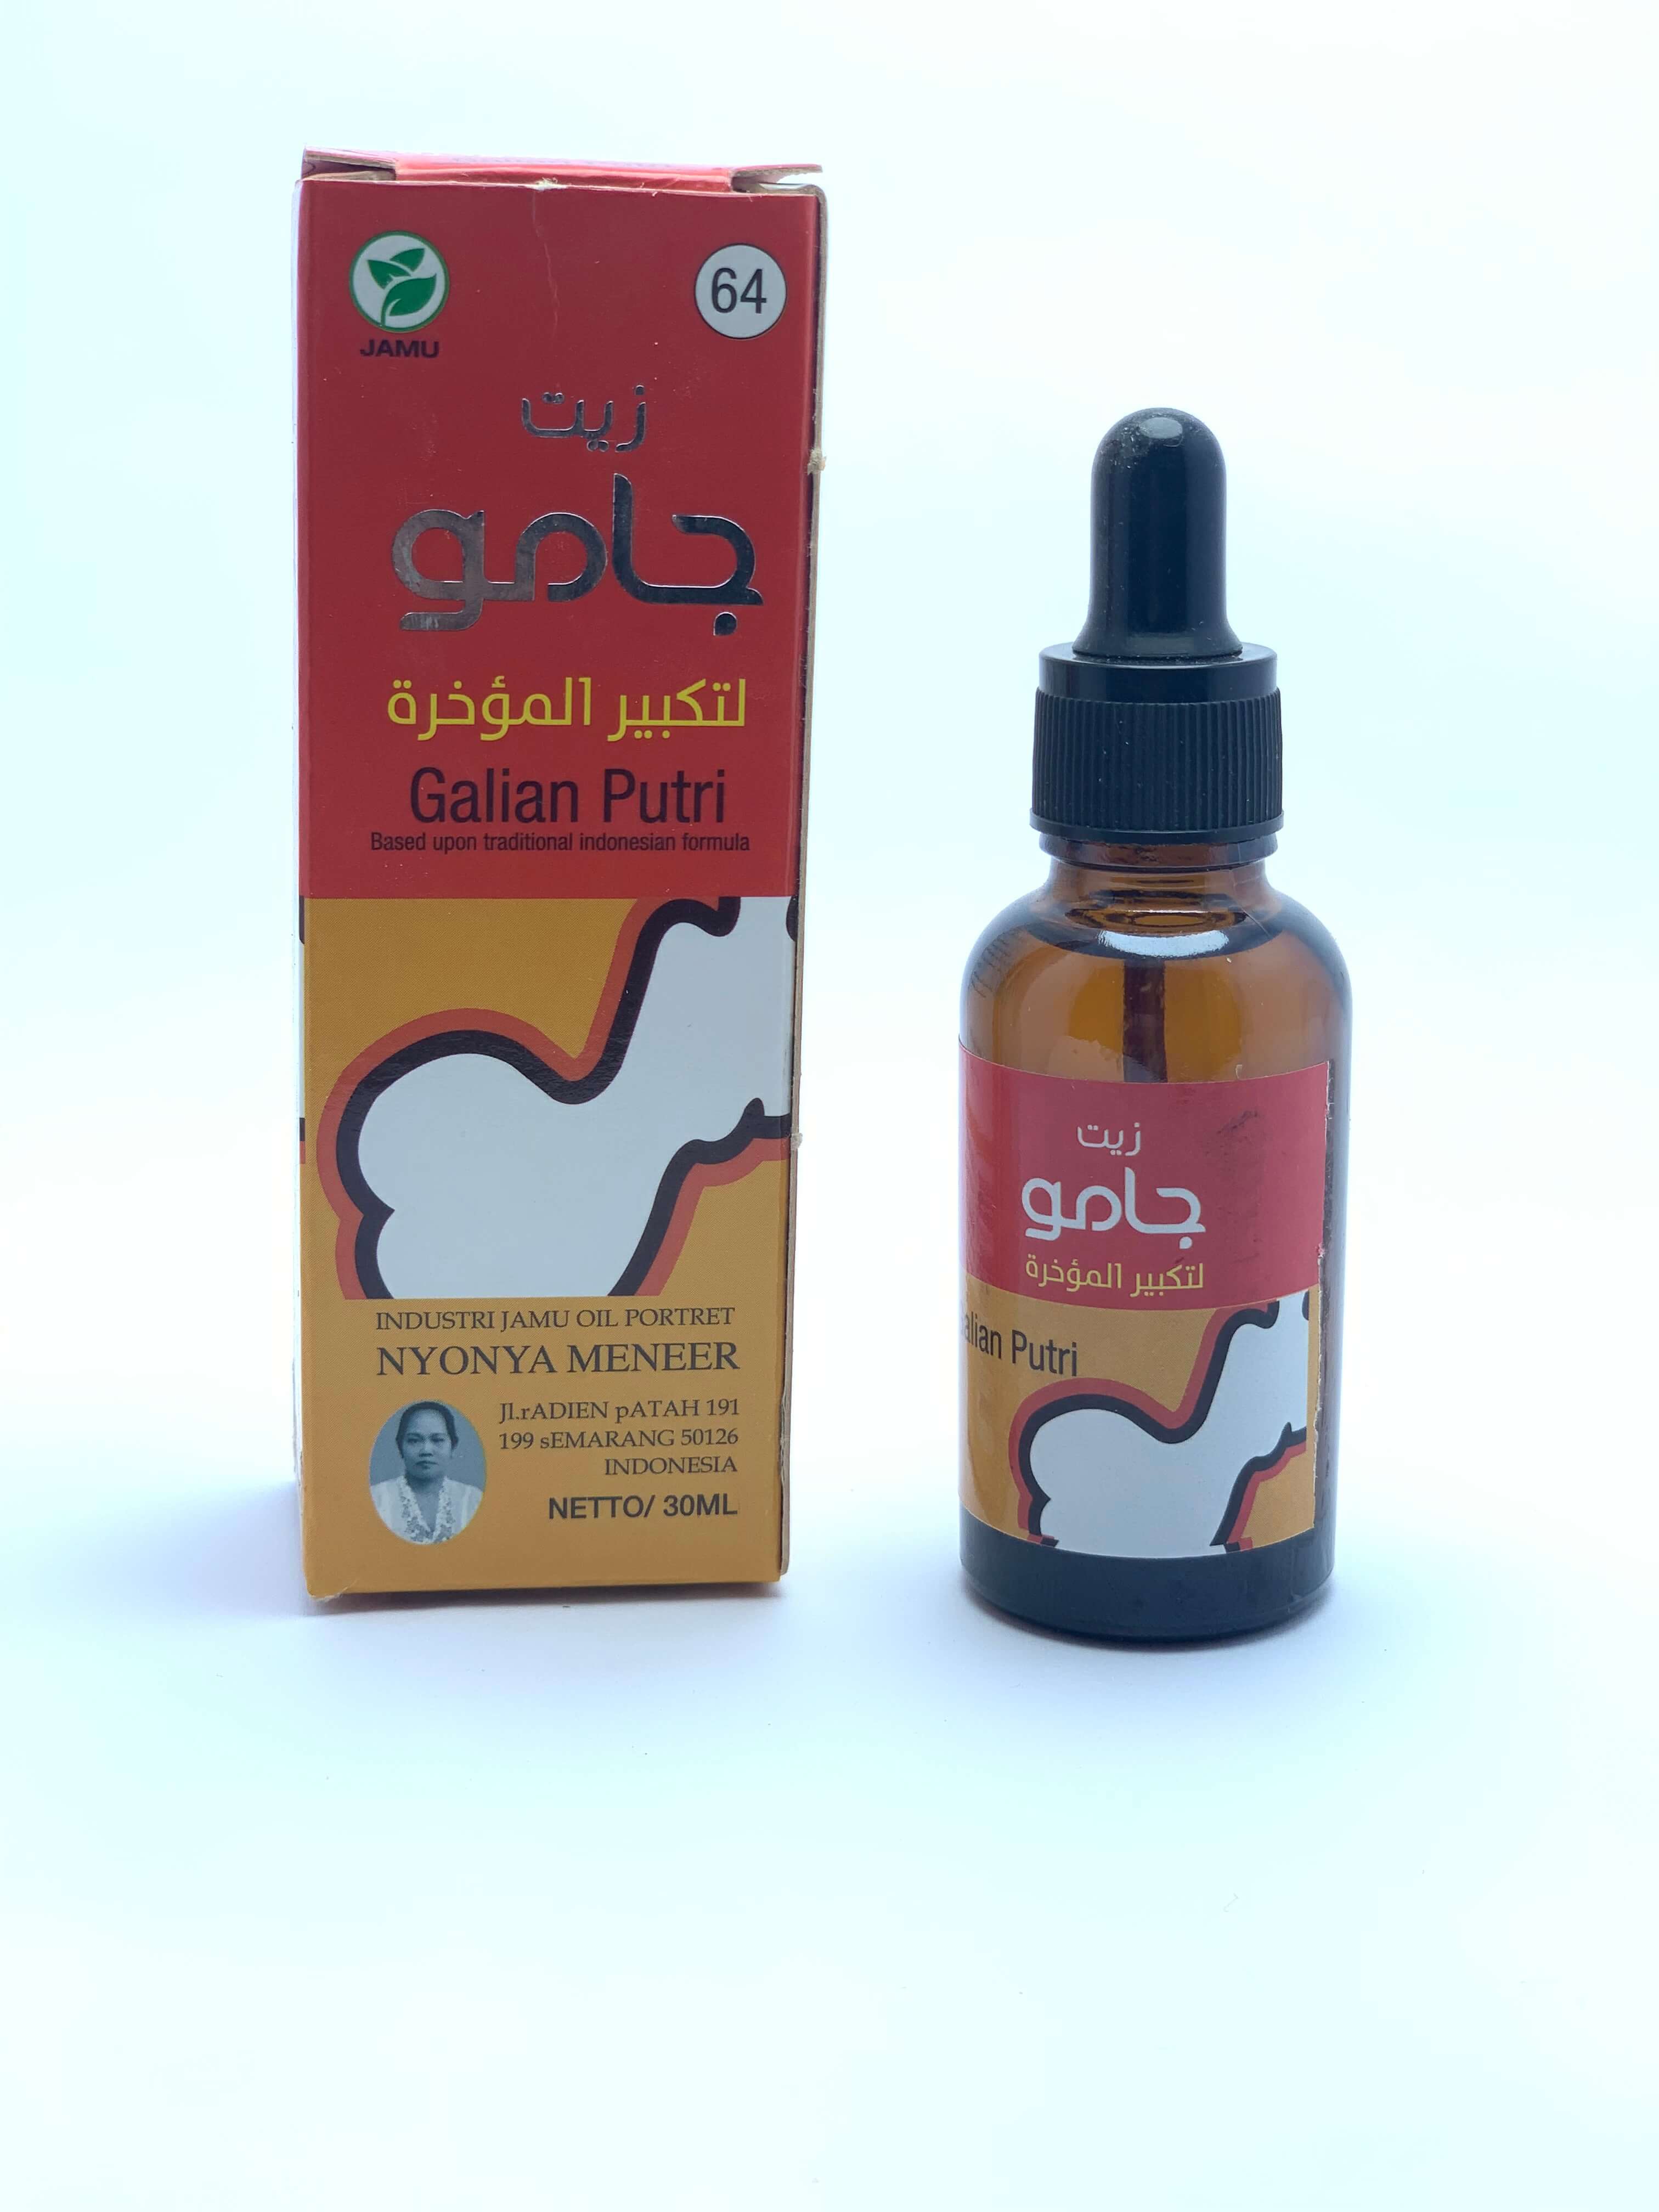 JAMU
64
زيت
جامو
لتكبير المؤخرة
Galian Putri
Based upon traditional indonesian formula
INDUSTRI JAMU OIL PORTRET
NYONYA MENEER
Jl.rADIEN pATAH 191
199 sEMARANG 50126
INDONESIA
NETTO/ 30ML
زيت
جامو
لتكبير المؤخرة
alian Putri